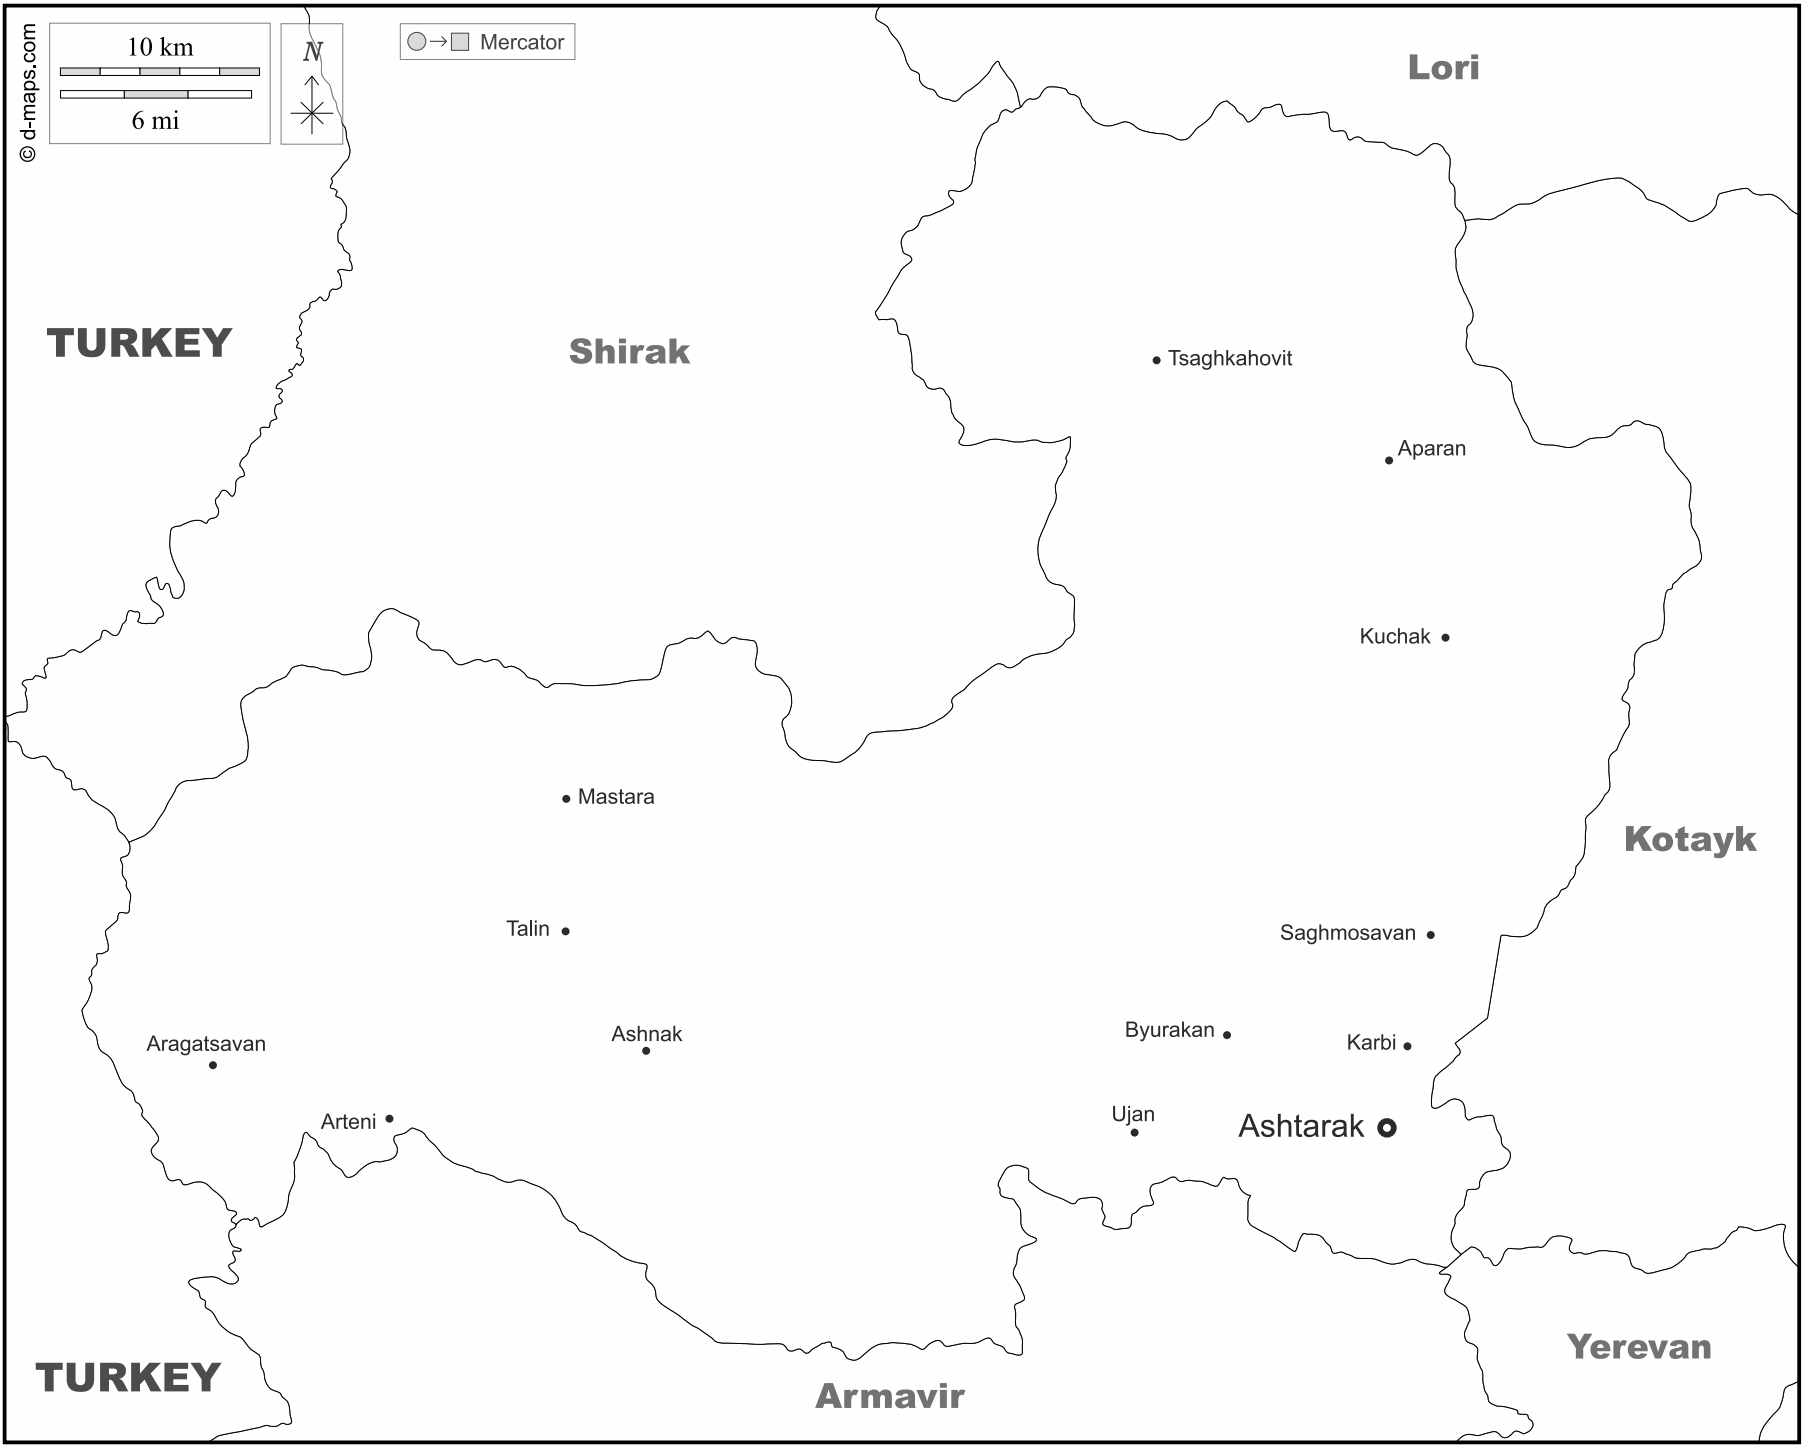 © d-maps.com
10 km
6 mi
N
Mercator
Lori
TURKEY
Shirak
Tsaghkahovit
Aparan
Kuchak
Mastara
Kotayk
Talin
Saghmosavan
Aragatsavan
Ashnak
Byurakan
Karbi
Arteni
Ujan
Ashtarak
TURKEY
Armavir
Yerevan